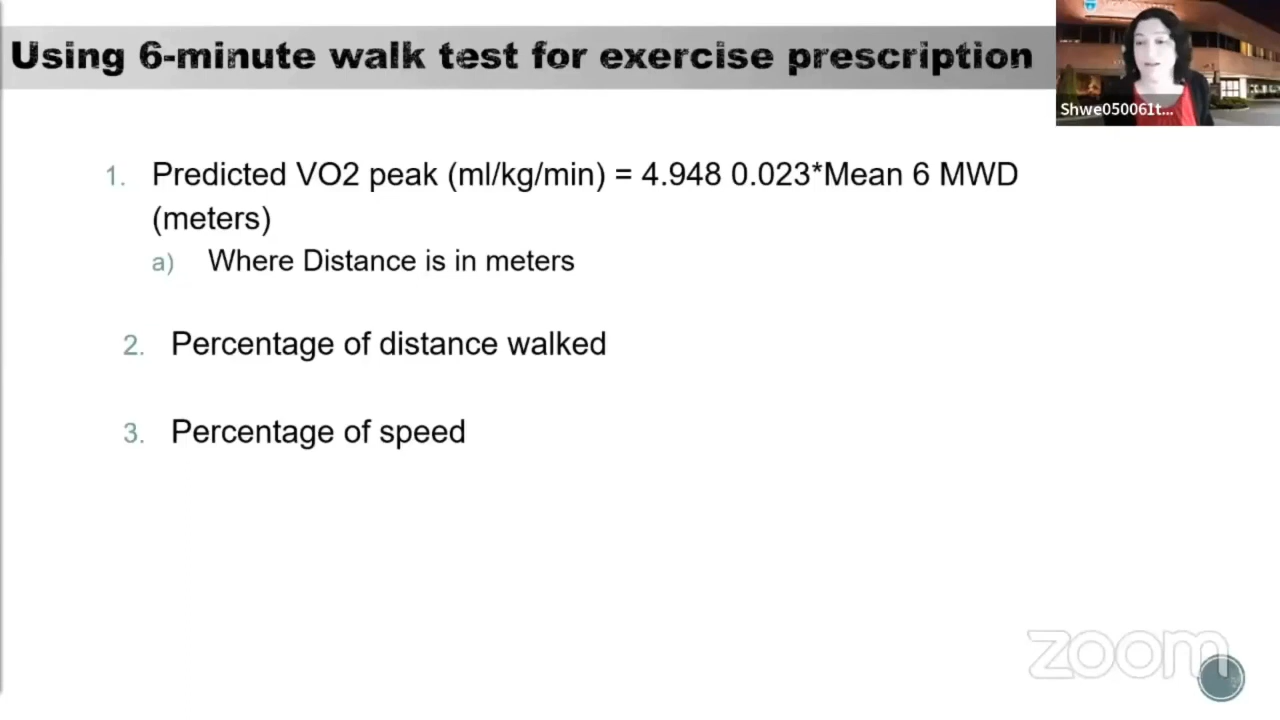 Using 6-minute walk test for exercise prescription
Shwe050061t...
1. Predicted VO2 peak (ml/kg/min) = 4.948 0.023*Mean 6 MWD
(meters)
a) Where Distance is in meters
2. Percentage of distance walked
3. Percentage of speed
zoom